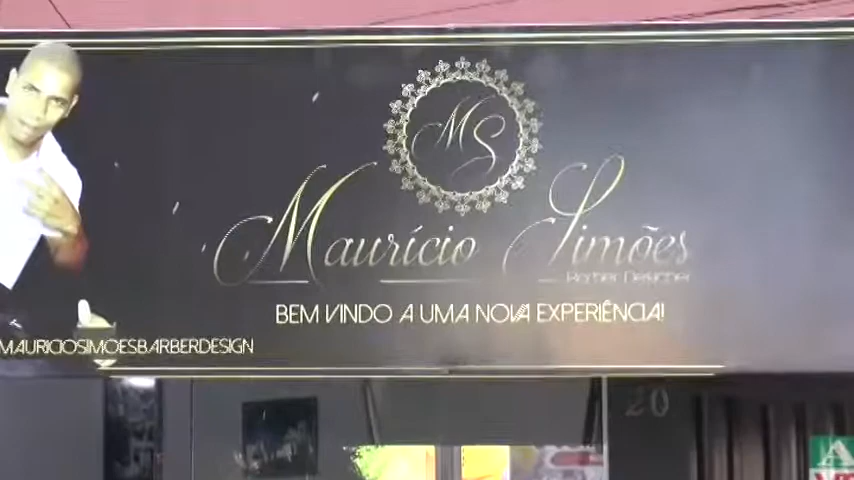 MS
Maurício Simões
Barber Designer
BEM VINDO A UMA NOVA EXPERIÊNCIA!
MAURICIOSIMOESBARBERDESIGN
20
A